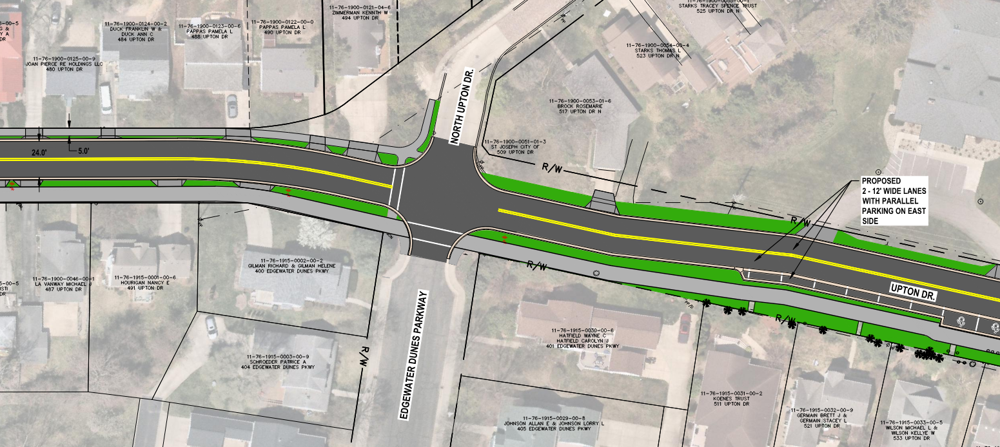 11-76-1900-0121-04-6
ZIMMERMAN KENNTH W
494 UPTON DR
STARKS TRACEY SPENCE TRUST
525 UPTON DR N
11-76-1900-0124-00-2
DUCK FRANKLIN W &
DUCK ANN C
484 UPTON DR
11-76-1900-0123-00-6
PAPPAS PAMELA L
488 UPTON DR
11-76-1900-0122-00-0
PAPPAS PAMELA L
490 UPTON DR
11-76-1900-0125-00-9
JOAN PIERCE RE HOLDINGS LLC
480 UPTON DR
11-76-1900-0054-00-4
STARKS THOMAS L
523 UPTON DR N
NORTH UPTON DR.
11-76-1900-0053-01-6
BROCK ROSEMARIE
517 UPTON DR N
11-76-1900-0051-01-3
ST JOSEPH CITY OF
509 UPTON DR
24.0'
5.0'
R/W
PROPOSED
2 - 12' WIDE LANES
WITH PARALLEL
PARKING ON EAST
SIDE
R/W
R/W
UPTON DR.
R/W
11-76-1915-0002-00-2
GILMAN RICHARD & GILMAN HELENE
400 EDGEWATER DUNES PKWY
11-76-1900-0046-00-1
LA VANWAY MICHAEL J
487 UPTON DR
11-76-1915-0001-00-6
HOURIGAN NANCY E
491 UPTON DR
EDGEWATER DUNES PARKWAY
R/W
11-76-1915-0030-00-6
HATFIELD WAYNE C
HATFIELD CAROLYN J
401 EDGEWATER DUNES PKWY
11-76-1915-0003-00-9
SCHROEDER PATRICE A
404 EDGEWATER DUNES PKWY
11-76-1915-0031-00-2
KOENES TRUST
511 UPTON DR
11-76-1915-0029-00-8
JOHNSON ALLAN E & JOHNSON LORRY L
405 EDGEWATER DUNES PKWY
11-76-1915-0032-00-9
GERMAIN BRETT J &
GERMAIN STACEY L
521 UPTON DR
11-76-1915-0033-00-5
WILSON MICHAEL L &
WILSON KELLYE W
533 UPTON DR